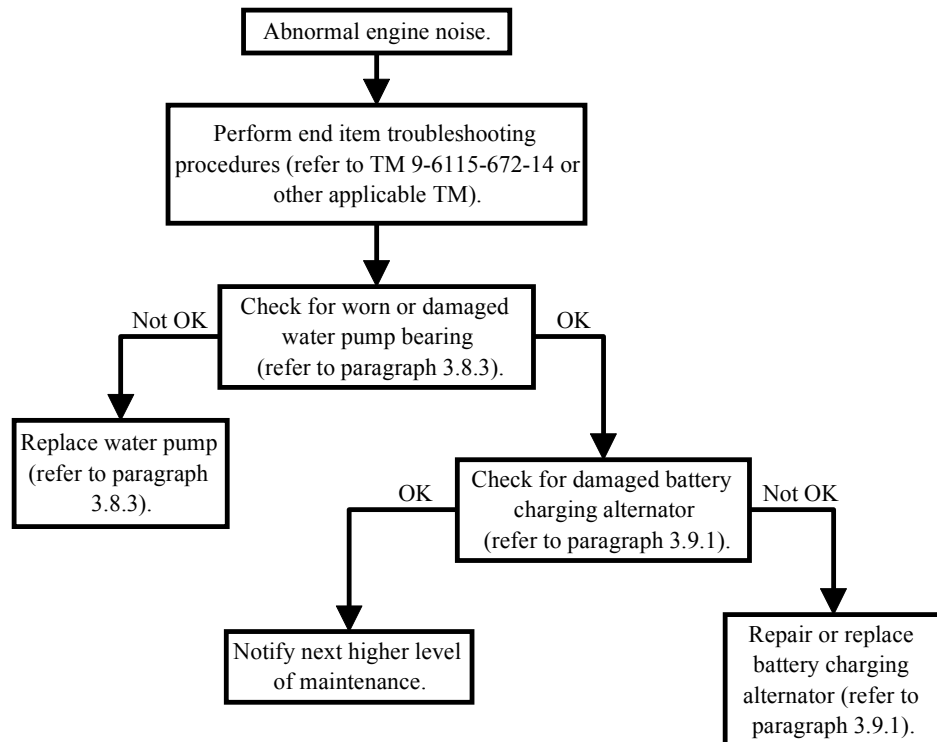 Abnormal engine noise.
Perform end item troubleshooting
procedures (refer to TM 9-6115-672-14 or
other applicable TM).
Check for worn or damaged
water pump bearing
(refer to paragraph 3.8.3).
Not OK
OK
Replace water pump
(refer to paragraph
3.8.3).
Check for damaged battery
charging alternator
(refer to paragraph 3.9.1).
OK
Not OK
Notify next higher level
of maintenance.
Repair or replace
battery charging
alternator (refer to
paragraph 3.9.1).